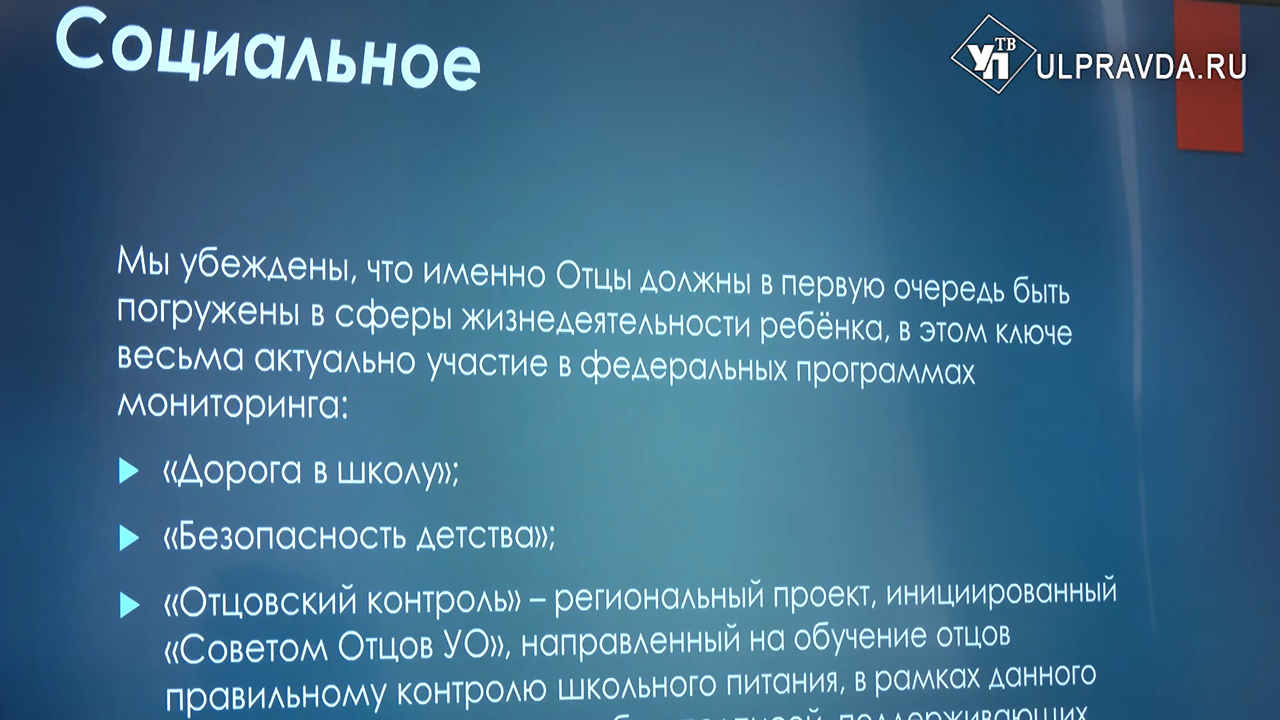 Социальное
УП ТВ
ULPRAVDA.RU
Мы убеждены, что именно Отцы должны в первую очередь быть
погружены в сферы жизнедеятельности ребёнка, в этом ключе
весьма актуально участие в федеральных программах
мониторинга:
«Дорога в школу»;
«Безопасность детства»;
«Отцовский контроль» – региональный проект, инициированный
«Советом Отцов УО», направленный на обучение отцов
правильному контролю школьного питания, в рамках данного
поддерживающих